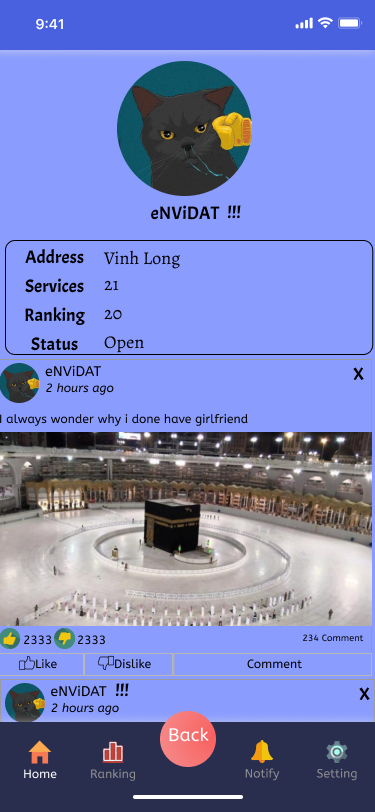 9:41
eNViDAT !!!
Address Vinh Long
Services 21
Ranking 20
Status Open
eNViDAT X
2 hours ago
I always wonder why i done have girlfriend
2333 2333 234 Comment
Like Dislike Comment
eNViDAT !!! X
2 hours ago
Back
Home Ranking Notify Setting